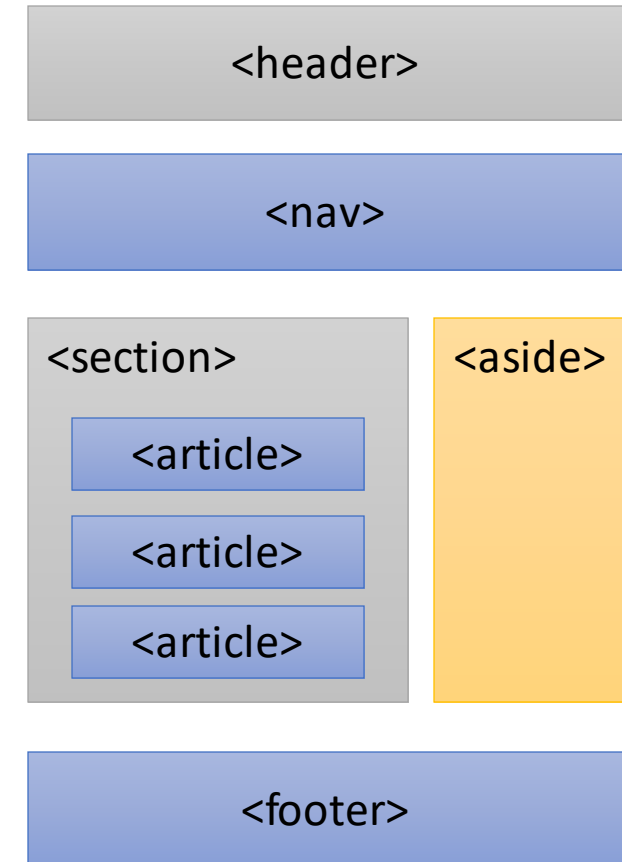 <header>
<nav>
<section>
<aside>
<article>
<article>
<article>
<footer>